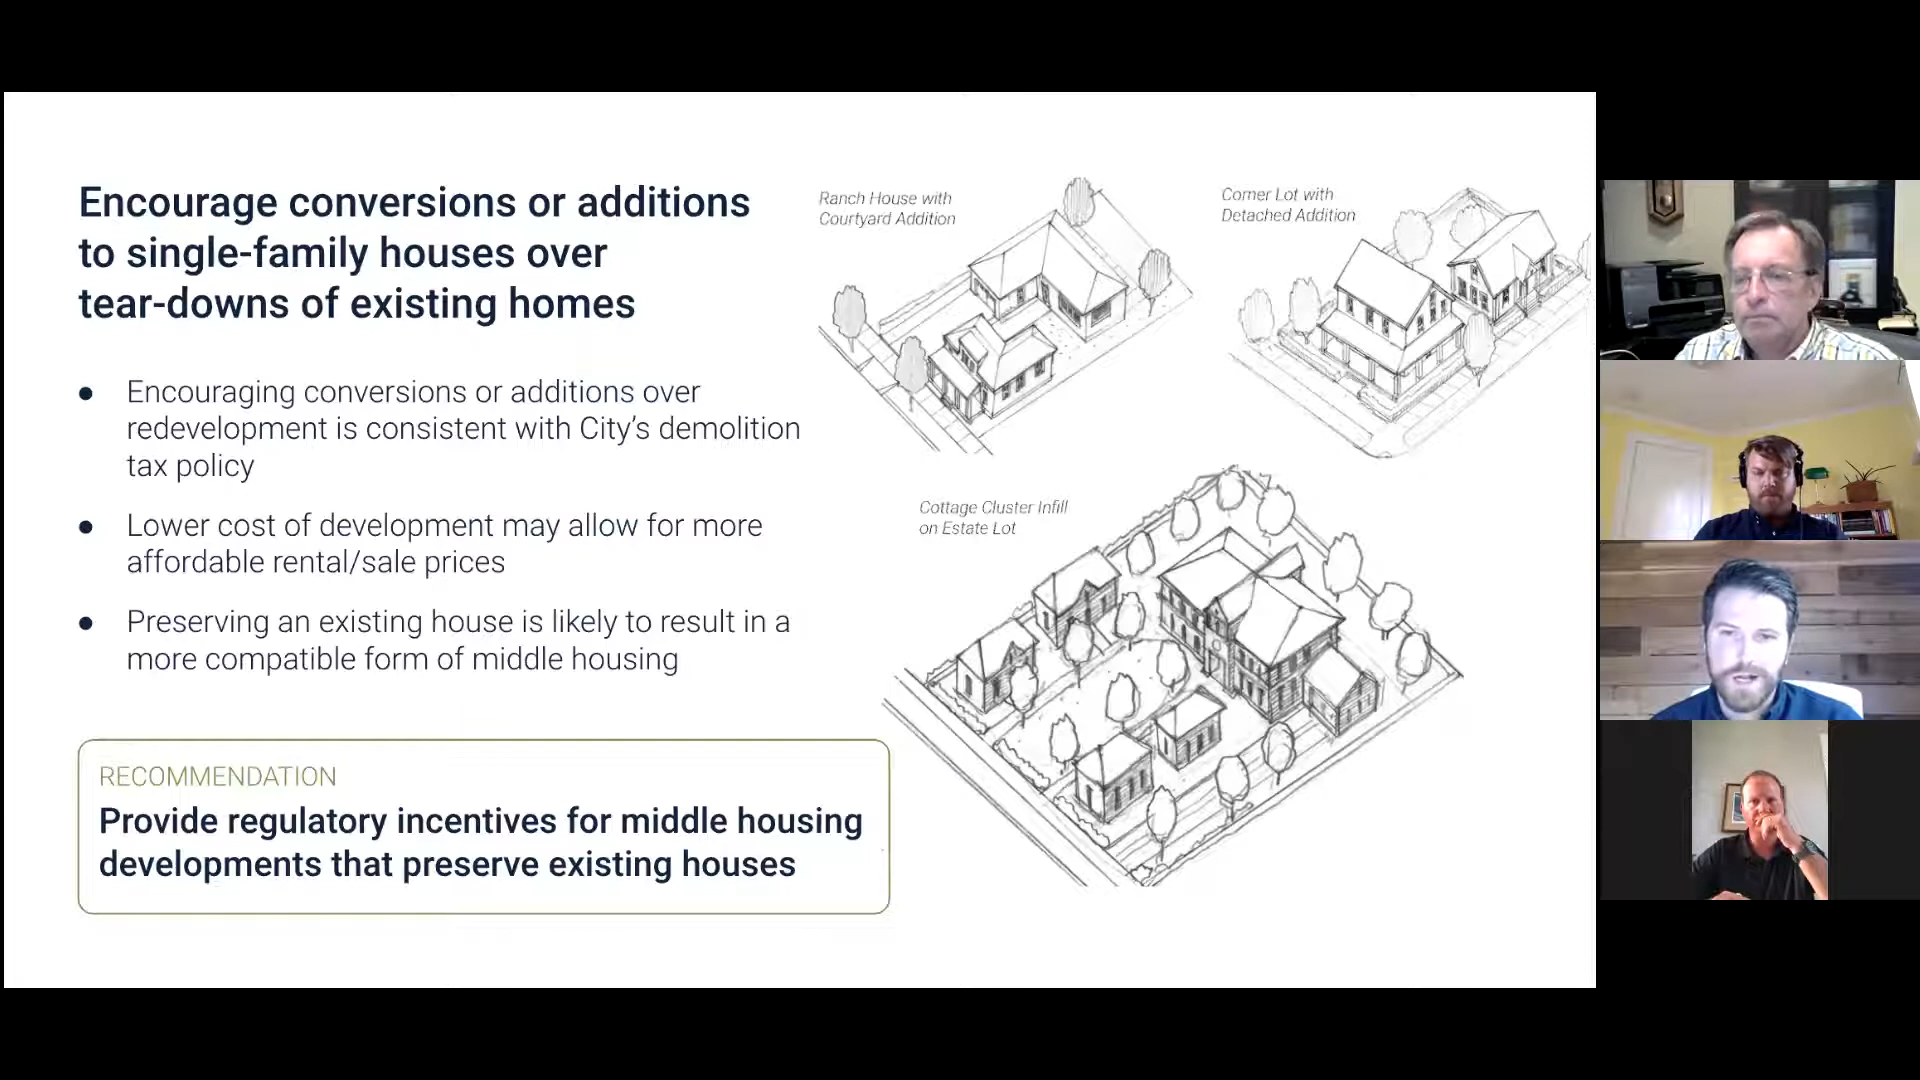 Encourage conversions or additions
to single-family houses over
tear-downs of existing homes
● Encouraging conversions or additions over
redevelopment is consistent with City's demolition
tax policy
● Lower cost of development may allow for more
affordable rental/sale prices
● Preserving an existing house is likely to result in a
more compatible form of middle housing
RECOMMENDATION
Provide regulatory incentives for middle housing
developments that preserve existing houses
Ranch House with
Courtyard Addition
Corner Lot with
Detached Addition
Cottage Cluster Infill
on Estate Lot